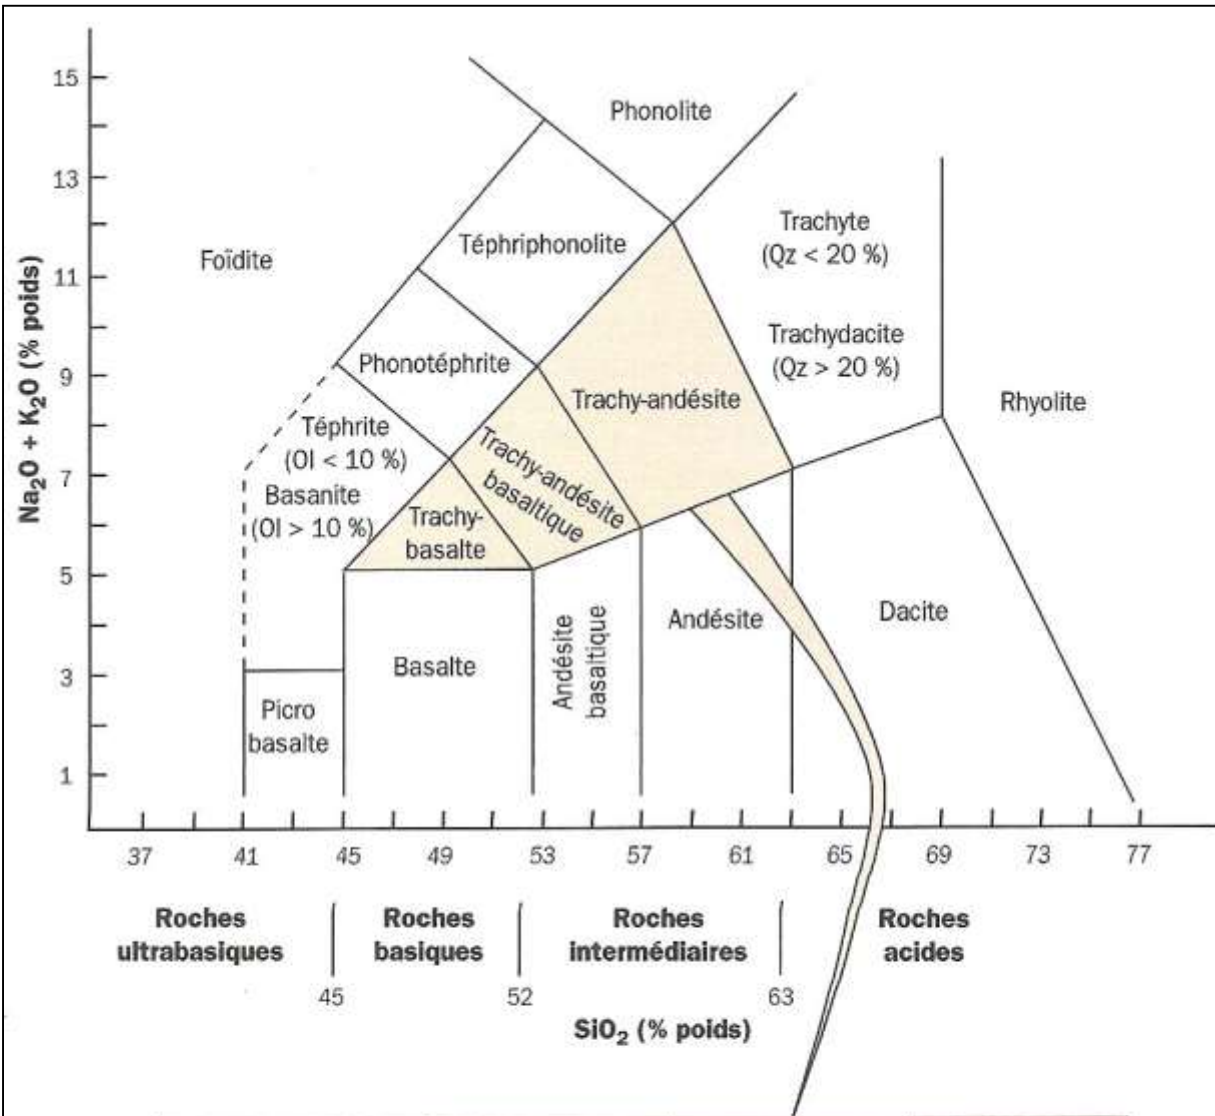 Na₂O + K₂O (% poids)
15
13
11
9
7
5
3
1
Phonolite
Téphriphonolite
Foïdite
Trachyte
(Qz < 20 %)
Trachydacite
(Qz > 20 %)
Phonotéphrite
Trachy-andésite
Rhyolite
Téphrite
(Ol < 10 %)
Basanite
(Ol > 10 %)
Trachy-andésite
basaltique
Trachy-
basalte
Andésite
basaltique
Andésite
Dacite
Basalte
Picro
basalte
37 41 45 49 53 57 61 65 69 73 77
Roches
ultrabasiques
Roches
basiques
Roches
intermédiaires
Roches
acides
45 52 63
SiO₂ (% poids)